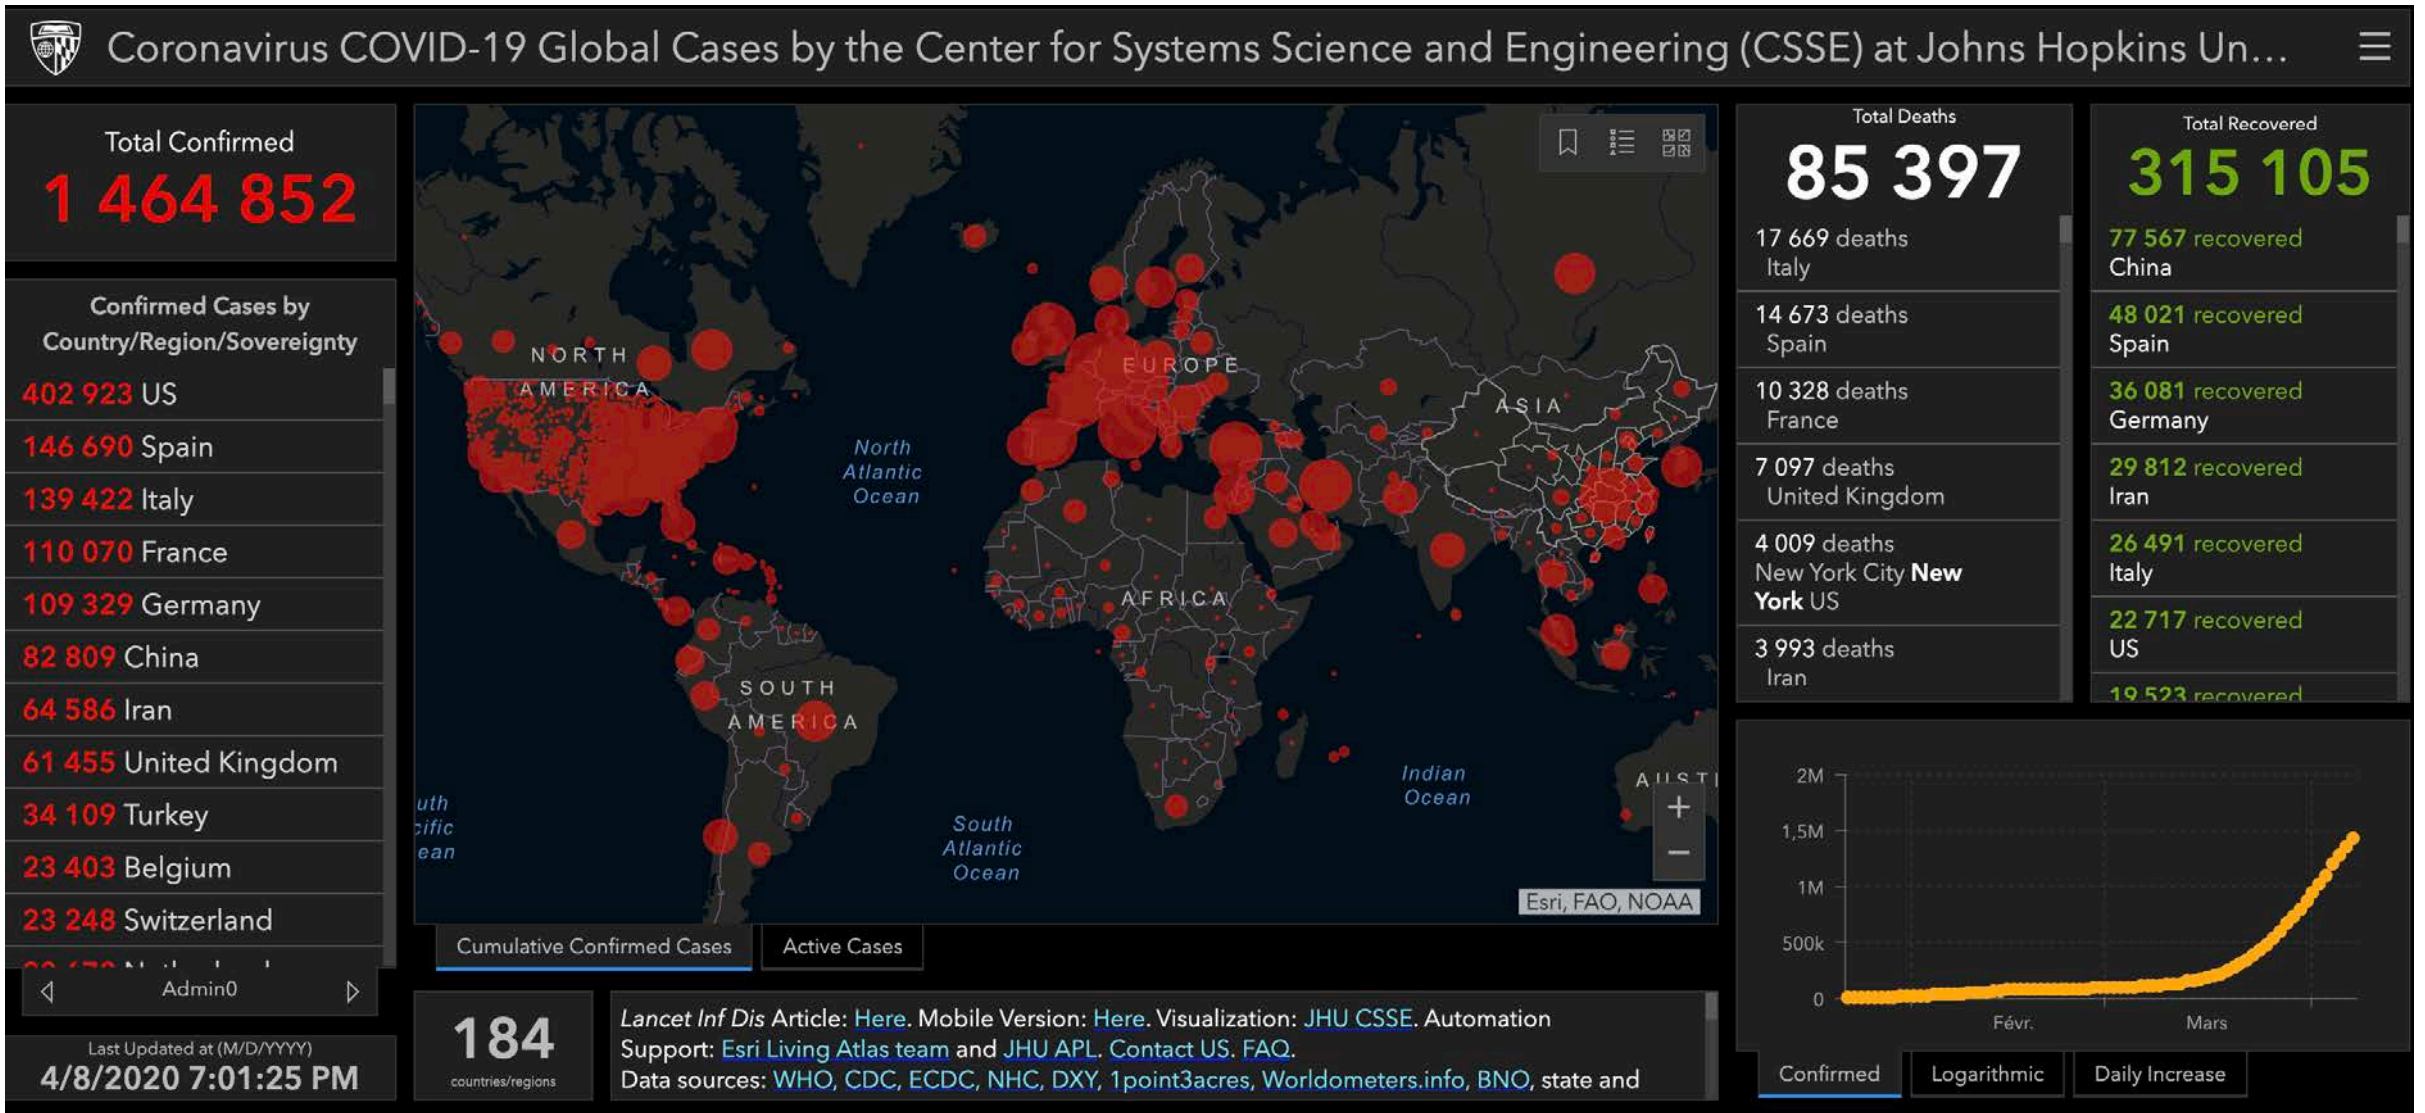 Coronavirus COVID-19 Global Cases by the Center for Systems Science and Engineering (CSSE) at Johns Hopkins Un...
Total Confirmed
1 464 852
Confirmed Cases by
Country/Region/Sovereignty
402 923 US
146 690 Spain
139 422 Italy
110 070 France
109 329 Germany
82 809 China
64 586 Iran
61 455 United Kingdom
34 109 Turkey
23 403 Belgium
23 248 Switzerland
Admin0
Last Updated at (M/D/YYYY)
4/8/2020 7:01:25 PM
NORTH
AMERICA
EUROPE
ASIA
North
Atlantic
Ocean
AFRICA
SOUTH
AMERICA
Indian
Ocean
AUSTI
uth
cific
ean
South
Atlantic
Ocean
+
−
Esri, FAO, NOAA
Cumulative Confirmed Cases
Active Cases
184
countries/regions
Lancet Inf Dis Article: Here. Mobile Version: Here. Visualization: JHU CSSE. Automation
Support: Esri Living Atlas team and JHU APL. Contact US. FAQ.
Data sources: WHO, CDC, ECDC, NHC, DXY, 1point3acres, Worldometers.info, BNO, state and
Total Deaths
85 397
17 669 deaths
Italy
14 673 deaths
Spain
10 328 deaths
France
7 097 deaths
United Kingdom
4 009 deaths
New York City New
York US
3 993 deaths
Iran
Total Recovered
315 105
77 567 recovered
China
48 021 recovered
Spain
36 081 recovered
Germany
29 812 recovered
Iran
26 491 recovered
Italy
22 717 recovered
US
19 523 recovered
2M
1,5M
1M
500k
0
Févr.
Mars
Confirmed
Logarithmic
Daily Increase